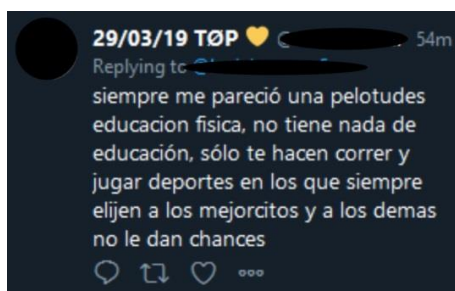 29/03/19 TØP 💛 54m
Replying to
siempre me pareció una pelotudes
educacion fisica, no tiene nada de
educación, sólo te hacen correr y
jugar deportes en los que siempre
elijen a los mejorcitos y a los demas
no le dan chances